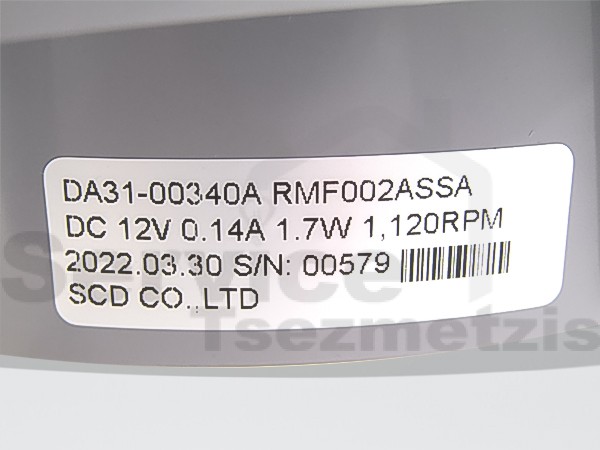 DA31-00340A RMF002ASSA
DC 12V 0.14A 1.7W 1,120RPM
2022.03.30 S/N: 00579
SCD CO.,LTD
Service
Tsezmetzis